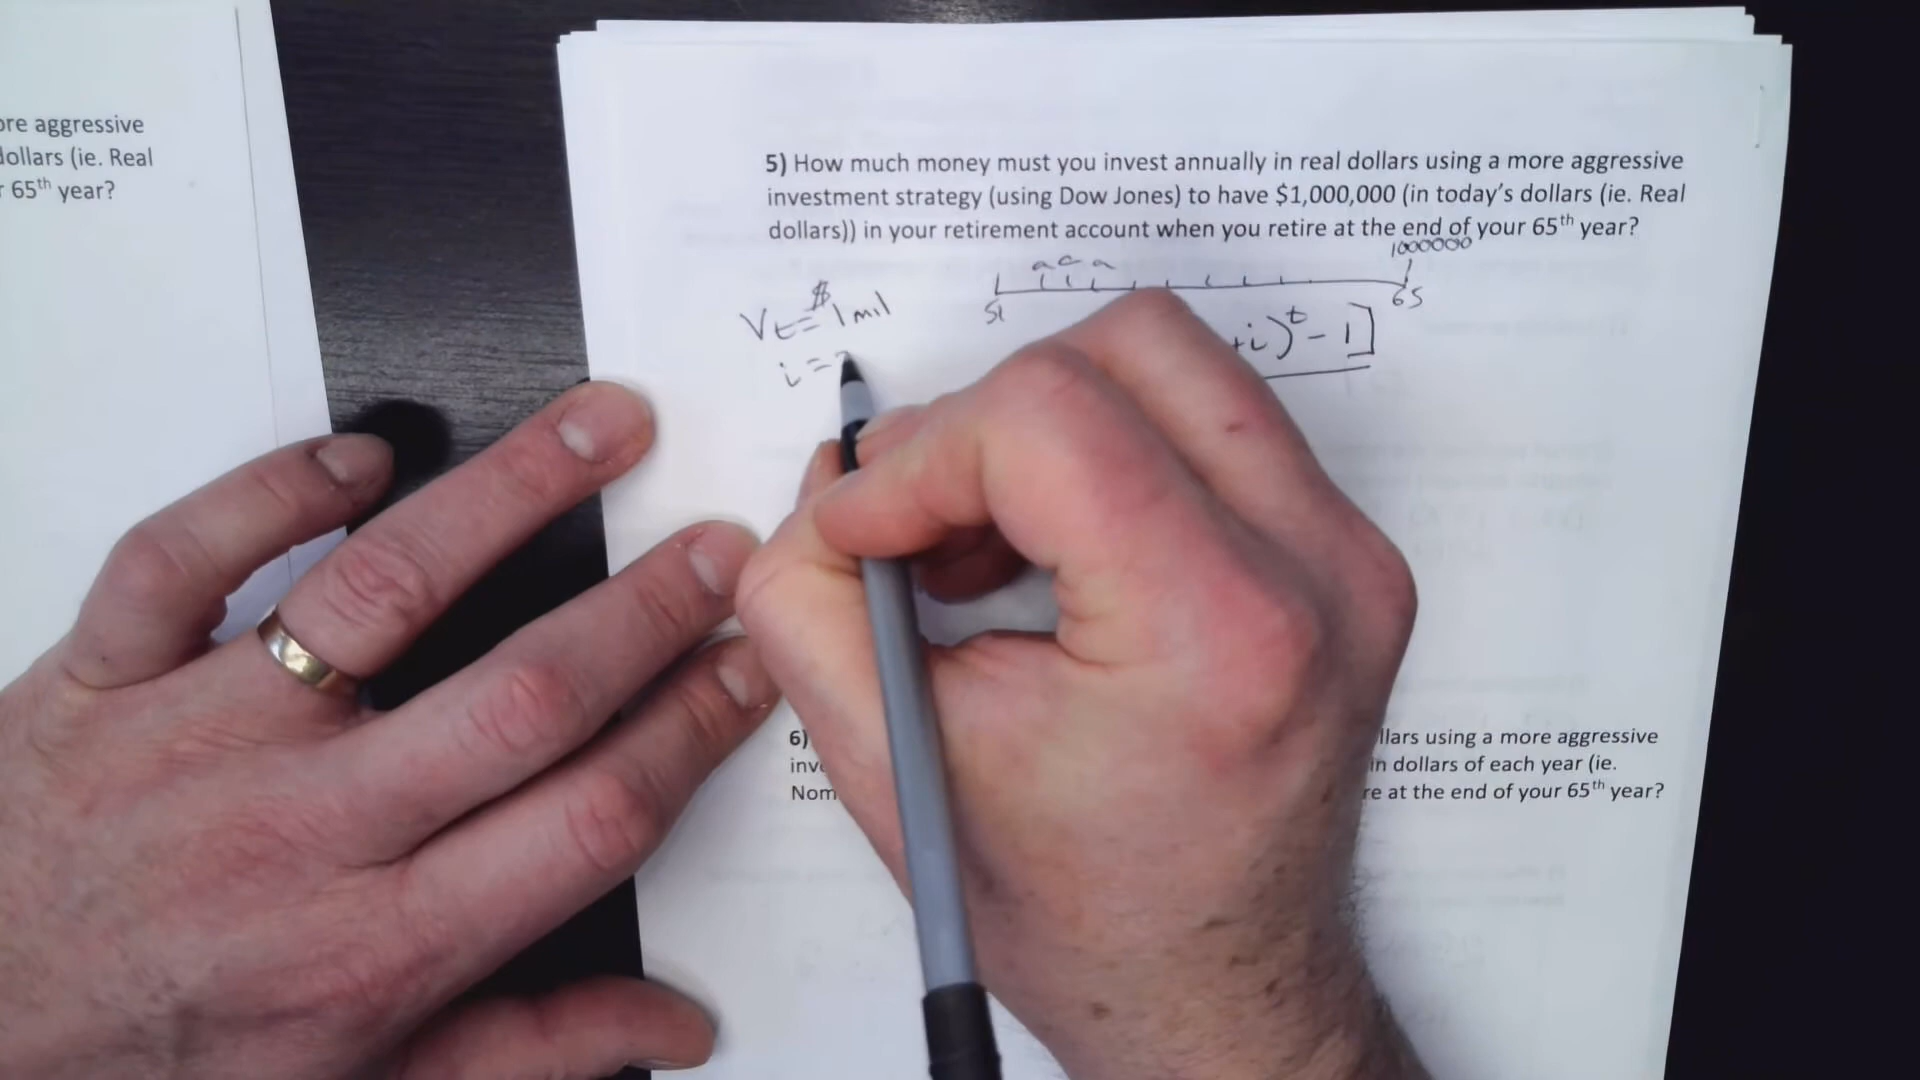 ore aggressive
dollars (ie. Real
r 65th year?
5) How much money must you invest annually in real dollars using a more aggressive
investment strategy (using Dow Jones) to have $1,000,000 (in today's dollars (ie. Real
dollars)) in your retirement account when you retire at the end of your 65th year?
1000000
a a a
51 65
Vt = $1 mil
+i)^t - 1]
i =
6) llars using a more aggressive
inve in dollars of each year (ie.
Nom re at the end of your 65th year?